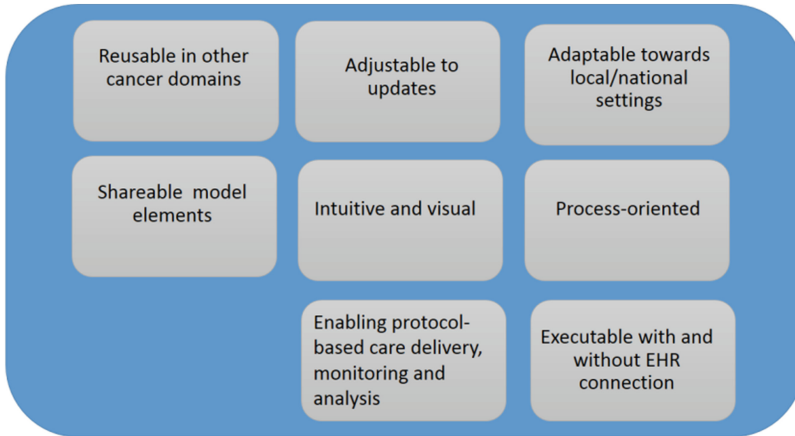 Reusable in other
cancer domains
Adjustable to
updates
Adaptable towards
local/national
settings
Shareable model
elements
Intuitive and visual
Process-oriented
Enabling protocol-
based care delivery,
monitoring and
analysis
Executable with and
without EHR
connection